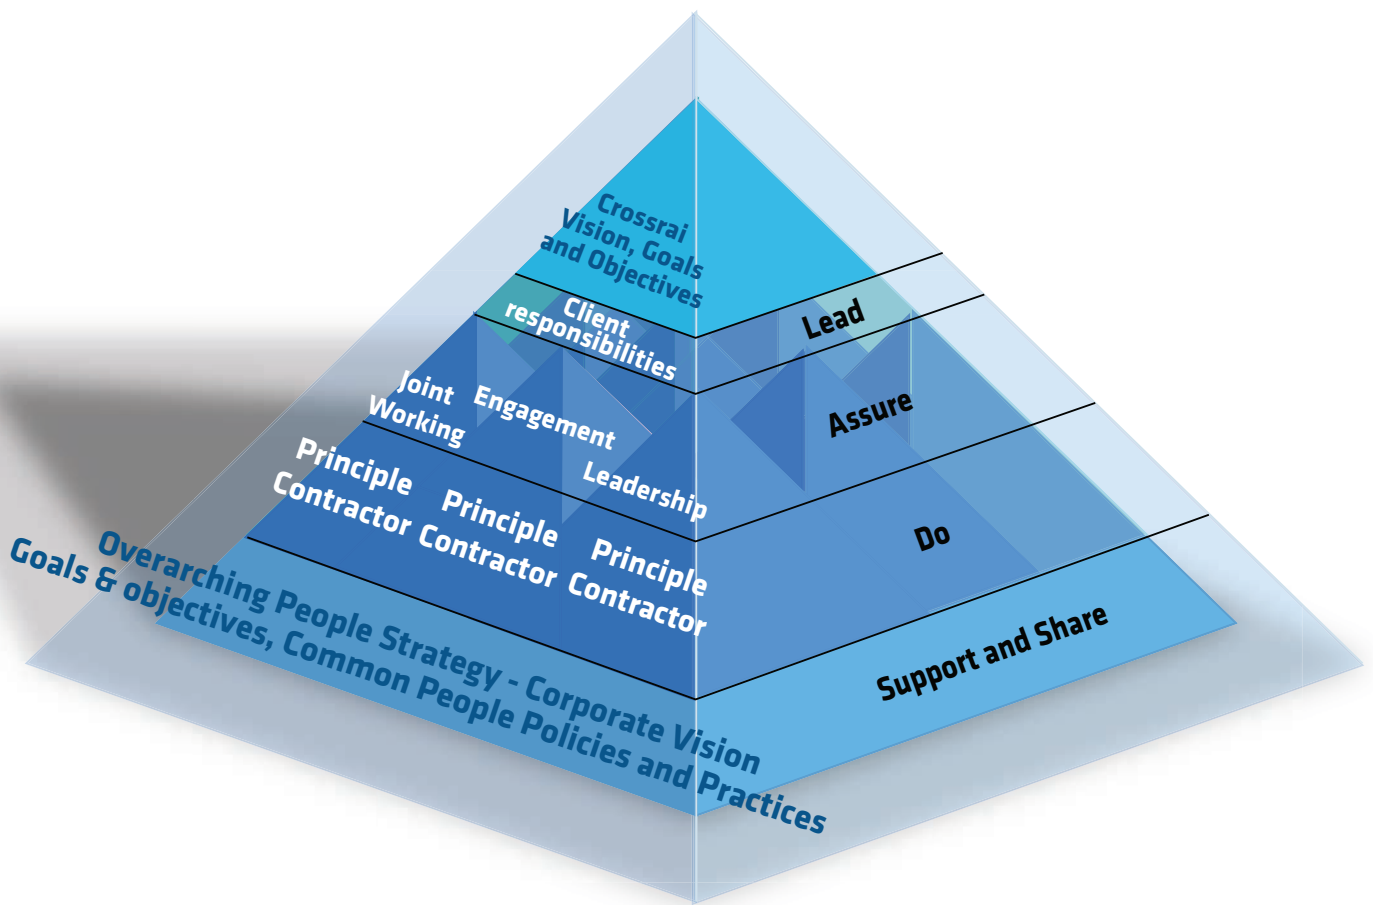 Crossrai
Vision, Goals
and Objectives
Client
responsibilities
Lead
Joint
Working
Engagement
Leadership
Assure
Principle
Contractor
Principle
Contractor
Principle
Contractor
Do
Overarching People Strategy - Corporate Vision
Goals & objectives, Common People Policies and Practices
Support and Share